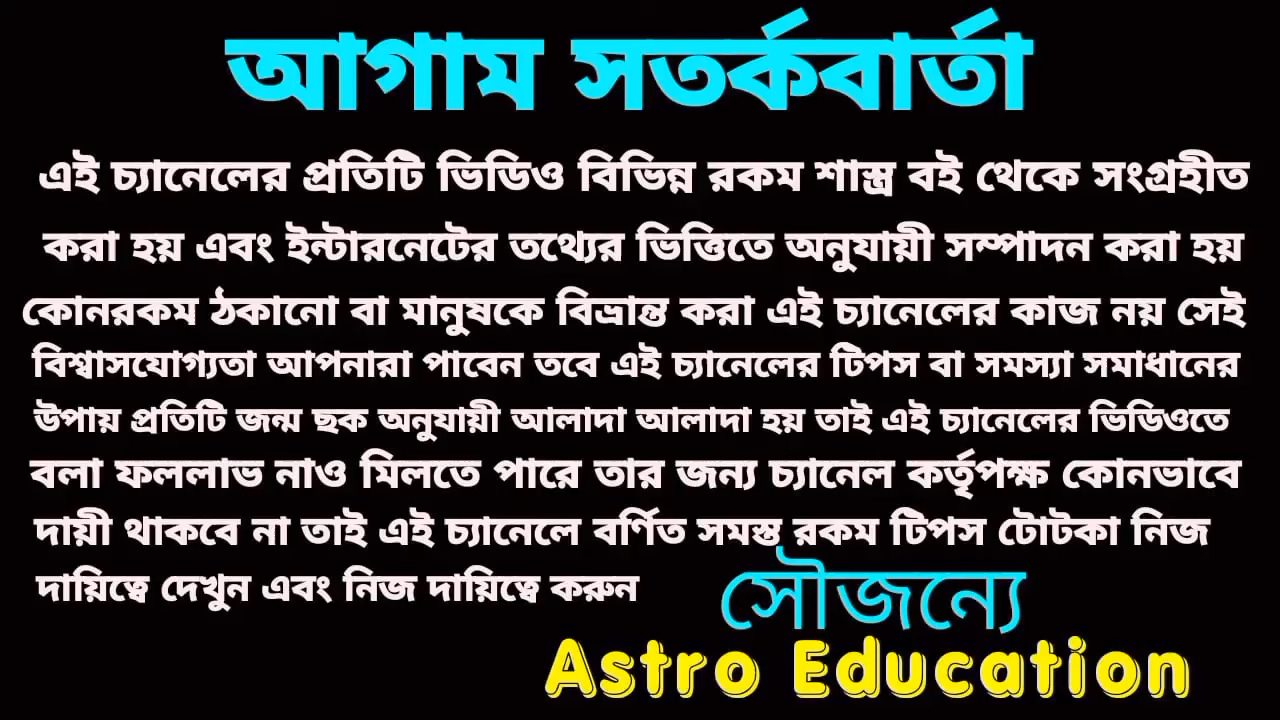 আগাম সতর্কবার্তা
এই চ্যানেলের প্রতিটি ভিডিও বিভিন্ন রকম শাস্ত্র বই থেকে সংগ্রহীত
করা হয় এবং ইন্টারনেটের তথ্যের ভিত্তিতে অনুযায়ী সম্পাদন করা হয়
কোনরকম ঠকানো বা মানুষকে বিভ্রান্ত করা এই চ্যানেলের কাজ নয় সেই
বিশ্বাসযোগ্যতা আপনারা পাবেন তবে এই চ্যানেলের টিপস বা সমস্যা সমাধানের
উপায় প্রতিটি জন্ম ছক অনুযায়ী আলাদা আলাদা হয় তাই এই চ্যানেলের ভিডিওতে
বলা ফললাভ নাও মিলতে পারে তার জন্য চ্যানেল কর্তৃপক্ষ কোনভাবে
দায়ী থাকবে না তাই এই চ্যানেলে বর্ণিত সমস্ত রকম টিপস টোটকা নিজ
দায়িত্বে দেখুন এবং নিজ দায়িত্বে করুন
সৌজন্যে
Astro Education